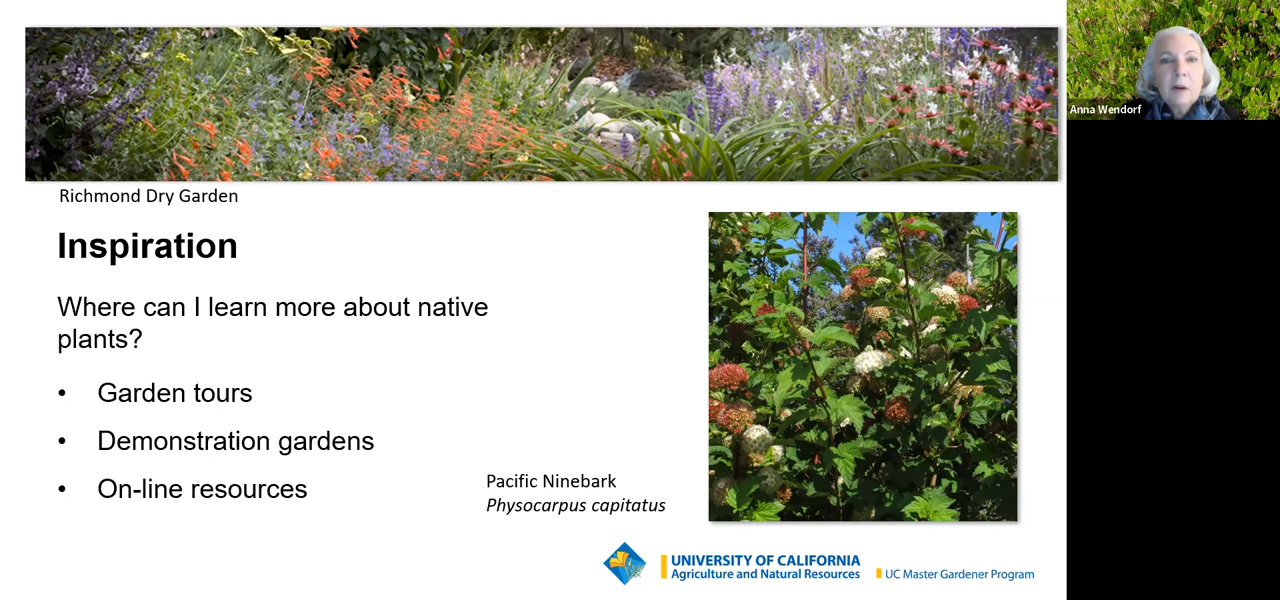 Anna Wendorf
Richmond Dry Garden
Inspiration
Where can I learn more about native
plants?
• Garden tours
• Demonstration gardens
• On-line resources
Pacific Ninebark
Physocarpus capitatus
UNIVERSITY OF CALIFORNIA
Agriculture and Natural Resources
UC Master Gardener Program